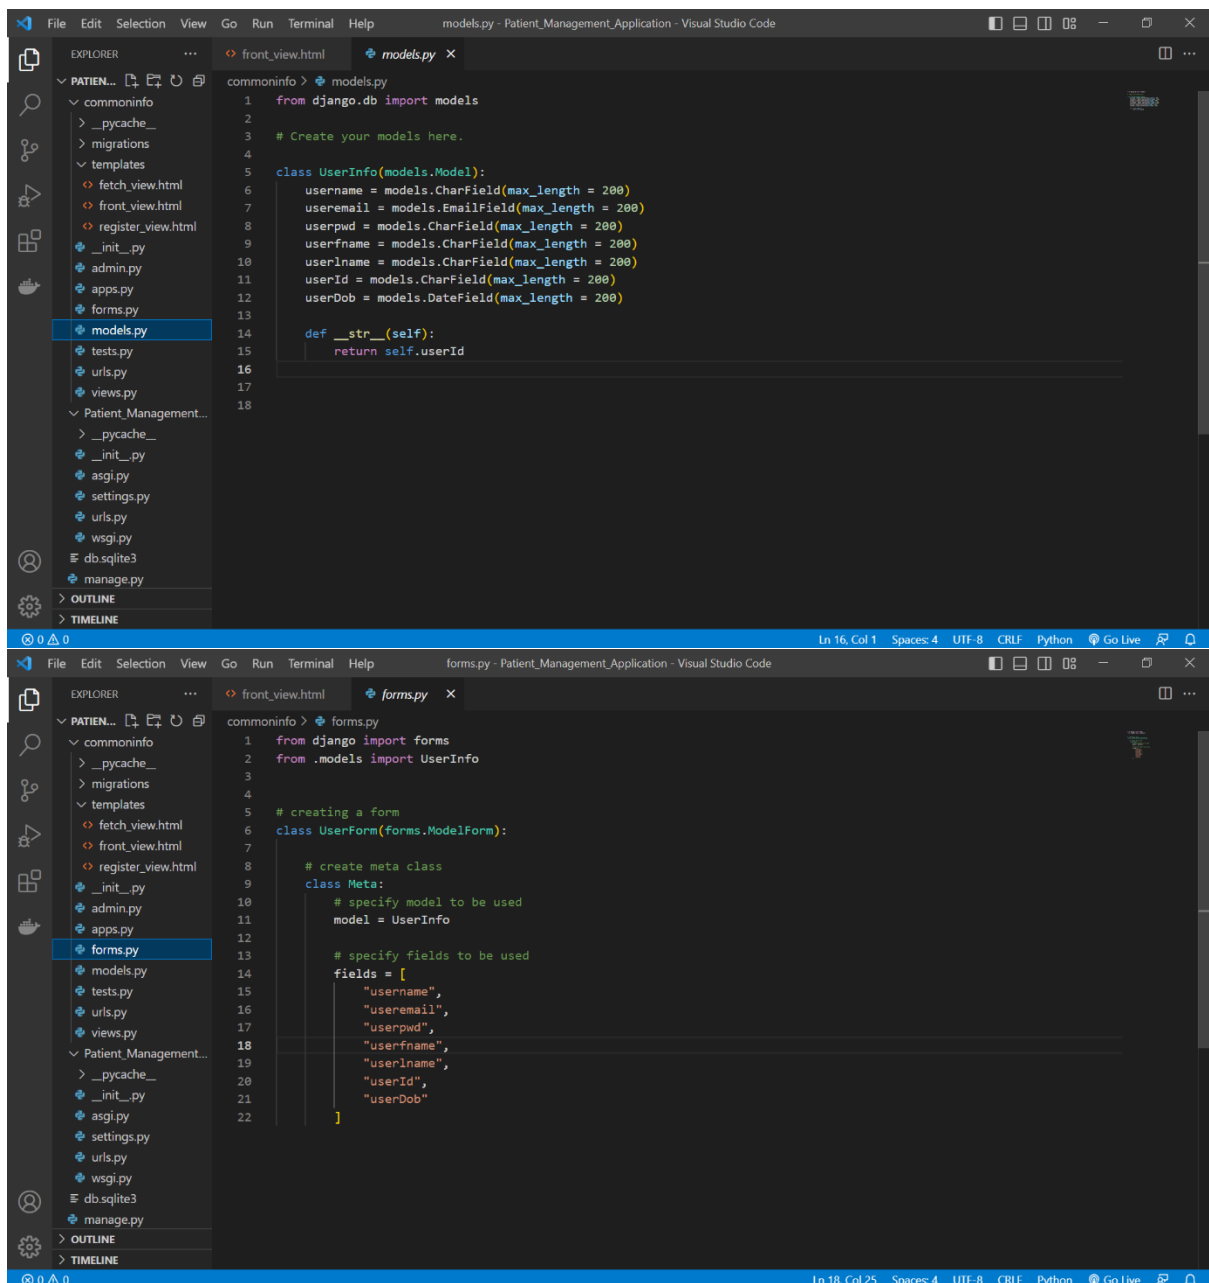 File Edit Selection View Go Run Terminal Help models.py - Patient_Management_Application - Visual Studio Code
EXPLORER ... front_view.html models.py
PATIEN... commoninfo > models.py
commoninfo
__pycache__
migrations
templates
fetch_view.html
front_view.html
register_view.html
__init__.py
admin.py
apps.py
forms.py
models.py
tests.py
urls.py
views.py
Patient_Management...
__pycache__
__init__.py
asgi.py
settings.py
urls.py
wsgi.py
db.sqlite3
manage.py
OUTLINE
TIMELINE
1 from django.db import models
2
3 # Create your models here.
4
5 class UserInfo(models.Model):
6 username = models.CharField(max_length = 200)
7 useremail = models.EmailField(max_length = 200)
8 userpwd = models.CharField(max_length = 200)
9 userfname = models.CharField(max_length = 200)
10 userlname = models.CharField(max_length = 200)
11 userId = models.CharField(max_length = 200)
12 userDob = models.DateField(max_length = 200)
13
14 def __str__(self):
15 return self.userId
16
17
18
0 0 Ln 16, Col 1 Spaces: 4 UTF-8 CRLF Python Go Live
File Edit Selection View Go Run Terminal Help forms.py - Patient_Management_Application - Visual Studio Code
EXPLORER ... front_view.html forms.py
PATIEN... commoninfo > forms.py
commoninfo
__pycache__
migrations
templates
fetch_view.html
front_view.html
register_view.html
__init__.py
admin.py
apps.py
forms.py
models.py
tests.py
urls.py
views.py
Patient_Management...
__pycache__
__init__.py
asgi.py
settings.py
urls.py
wsgi.py
db.sqlite3
manage.py
OUTLINE
TIMELINE
1 from django import forms
2 from .models import UserInfo
3
4
5 # creating a form
6 class UserForm(forms.ModelForm):
7
8 # create meta class
9 class Meta:
10 # specify model to be used
11 model = UserInfo
12
13 # specify fields to be used
14 fields = [
15 "username",
16 "useremail",
17 "userpwd",
18 "userfname",
19 "userlname",
20 "userId",
21 "userDob"
22 ]
0 0 Ln 18, Col 25 Spaces: 4 UTF-8 CRLF Python Go Live